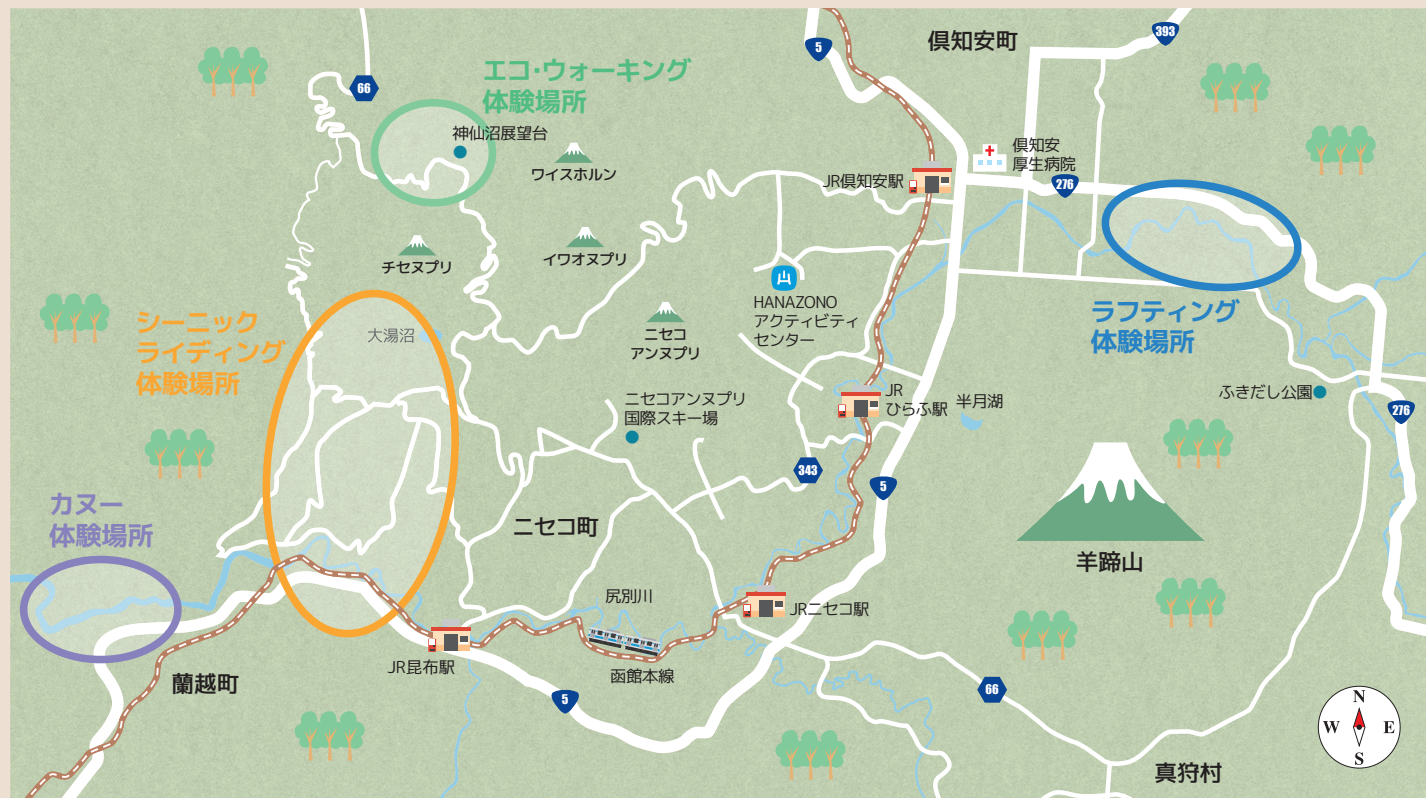 倶知安町
393
5
エコ・ウォーキング
体験場所
66
神仙沼展望台
ワイスホルン
倶知安
厚生病院
JR倶知安駅
276
チセヌプリ
イワオヌプリ
HANAZONO
アクティビティ
センター
シーニック
ライディング
体験場所
大湯沼
ニセコ
アンヌプリ
ラフティング
体験場所
ニセコアンヌプリ
国際スキー場
JR
ひらふ駅
半月湖
ふきだし公園
276
343
5
カヌー
体験場所
ニセコ町
羊蹄山
尻別川
JRニセコ駅
JR昆布駅
函館本線
蘭越町
5
66
真狩村
N
W
E
S